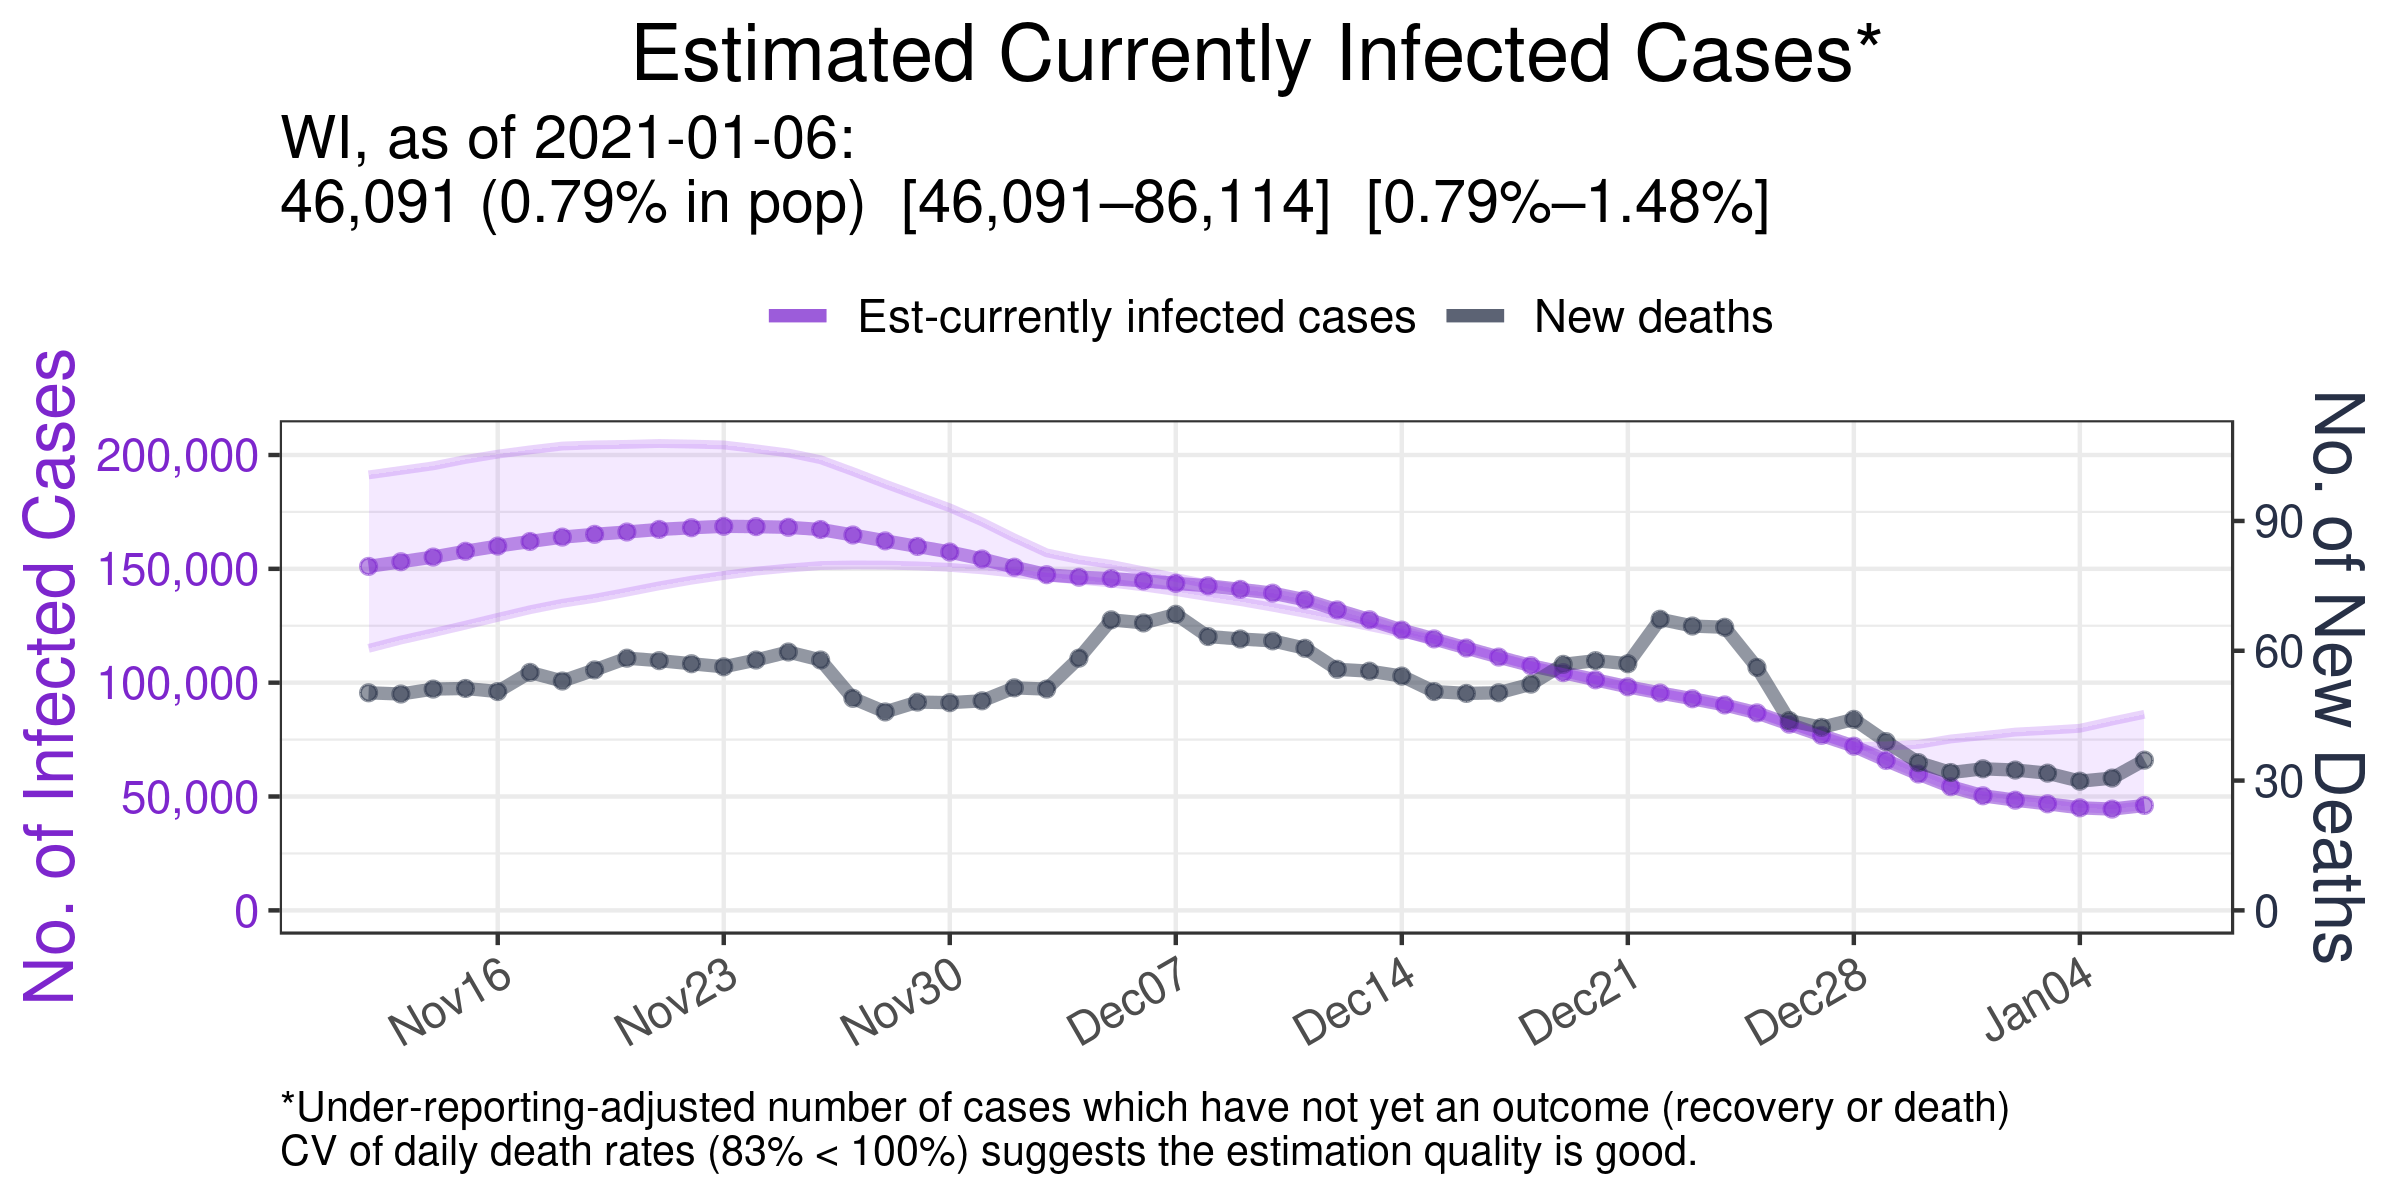 Estimated Currently Infected Cases*
WI, as of 2021-01-06:
46,091 (0.79% in pop) [46,091–86,114] [0.79%–1.48%]
Est-currently infected cases
New deaths
No. of Infected Cases
200,000
150,000
100,000
50,000
0
No. of New Deaths
90
60
30
0
Nov16
Nov23
Nov30
Dec07
Dec14
Dec21
Dec28
Jan04
*Under-reporting-adjusted number of cases which have not yet an outcome (recovery or death)
CV of daily death rates (83% < 100%) suggests the estimation quality is good.